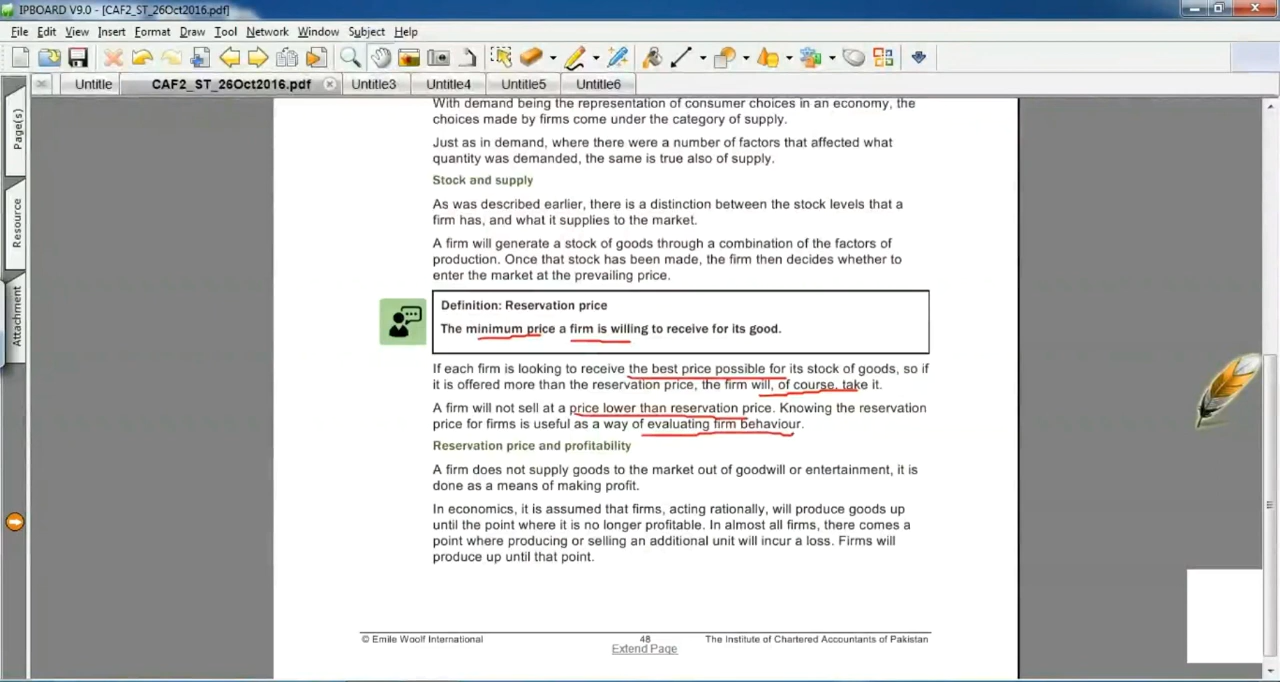 IPBOARD V9.0 - [CAF2_ST_26Oct2016.pdf]
File Edit View Insert Format Draw Tool Network Window Subject Help
Untitle CAF2_ST_26Oct2016.pdf Untitle3 Untitle4 Untitle5 Untitle6
Page(s)
Resource
Attachment
With demand being the representation of consumer choices in an economy, the
choices made by firms come under the category of supply.
Just as in demand, where there were a number of factors that affected what
quantity was demanded, the same is true also of supply.
Stock and supply
As was described earlier, there is a distinction between the stock levels that a
firm has, and what it supplies to the market.
A firm will generate a stock of goods through a combination of the factors of
production. Once that stock has been made, the firm then decides whether to
enter the market at the prevailing price.
Definition: Reservation price
The minimum price a firm is willing to receive for its good.
If each firm is looking to receive the best price possible for its stock of goods, so if
it is offered more than the reservation price, the firm will, of course, take it.
A firm will not sell at a price lower than reservation price. Knowing the reservation
price for firms is useful as a way of evaluating firm behaviour.
Reservation price and profitability
A firm does not supply goods to the market out of goodwill or entertainment, it is
done as a means of making profit.
In economics, it is assumed that firms, acting rationally, will produce goods up
until the point where it is no longer profitable. In almost all firms, there comes a
point where producing or selling an additional unit will incur a loss. Firms will
produce up until that point.
© Emile Woolf International 48 The Institute of Chartered Accountants of Pakistan
Extend Page